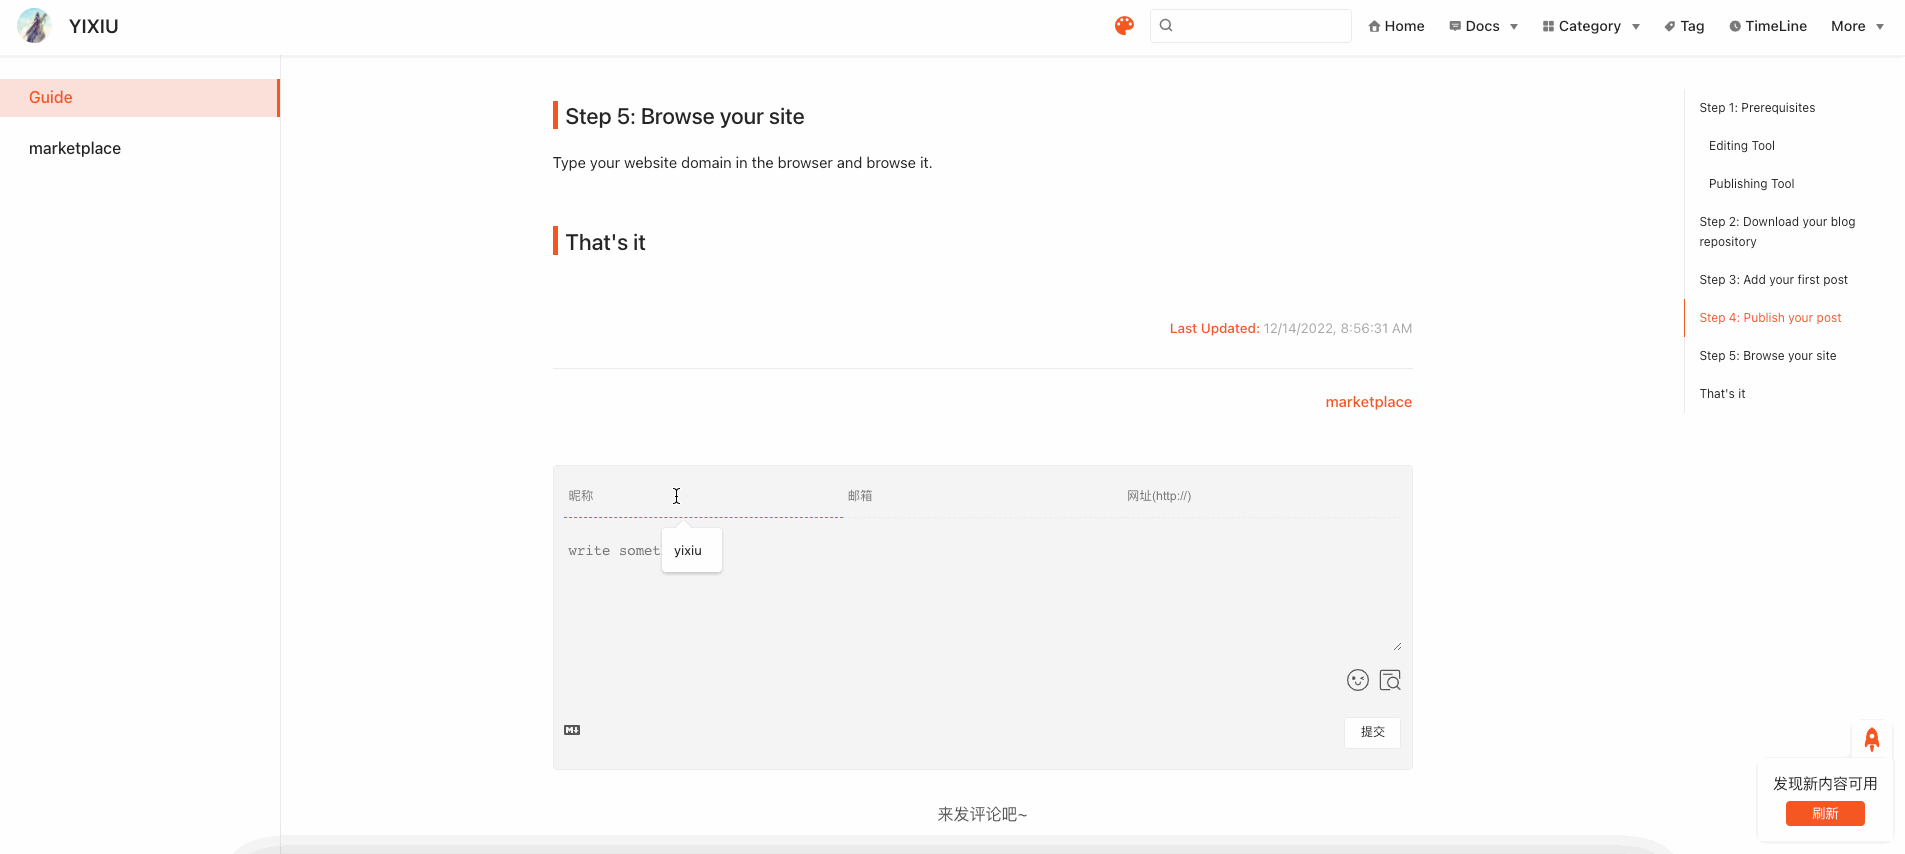 YIXIU
Home
Docs
Category
Tag
TimeLine
More
Guide
marketplace
Step 5: Browse your site
Type your website domain in the browser and browse it.
That's it
Last Updated: 12/14/2022, 8:56:31 AM
marketplace
昵称
邮箱
网址(http://)
write somet
yixiu
M
提交
来发评论吧~
Step 1: Prerequisites
Editing Tool
Publishing Tool
Step 2: Download your blog
repository
Step 3: Add your first post
Step 4: Publish your post
Step 5: Browse your site
That's it
发现新内容可用
刷新